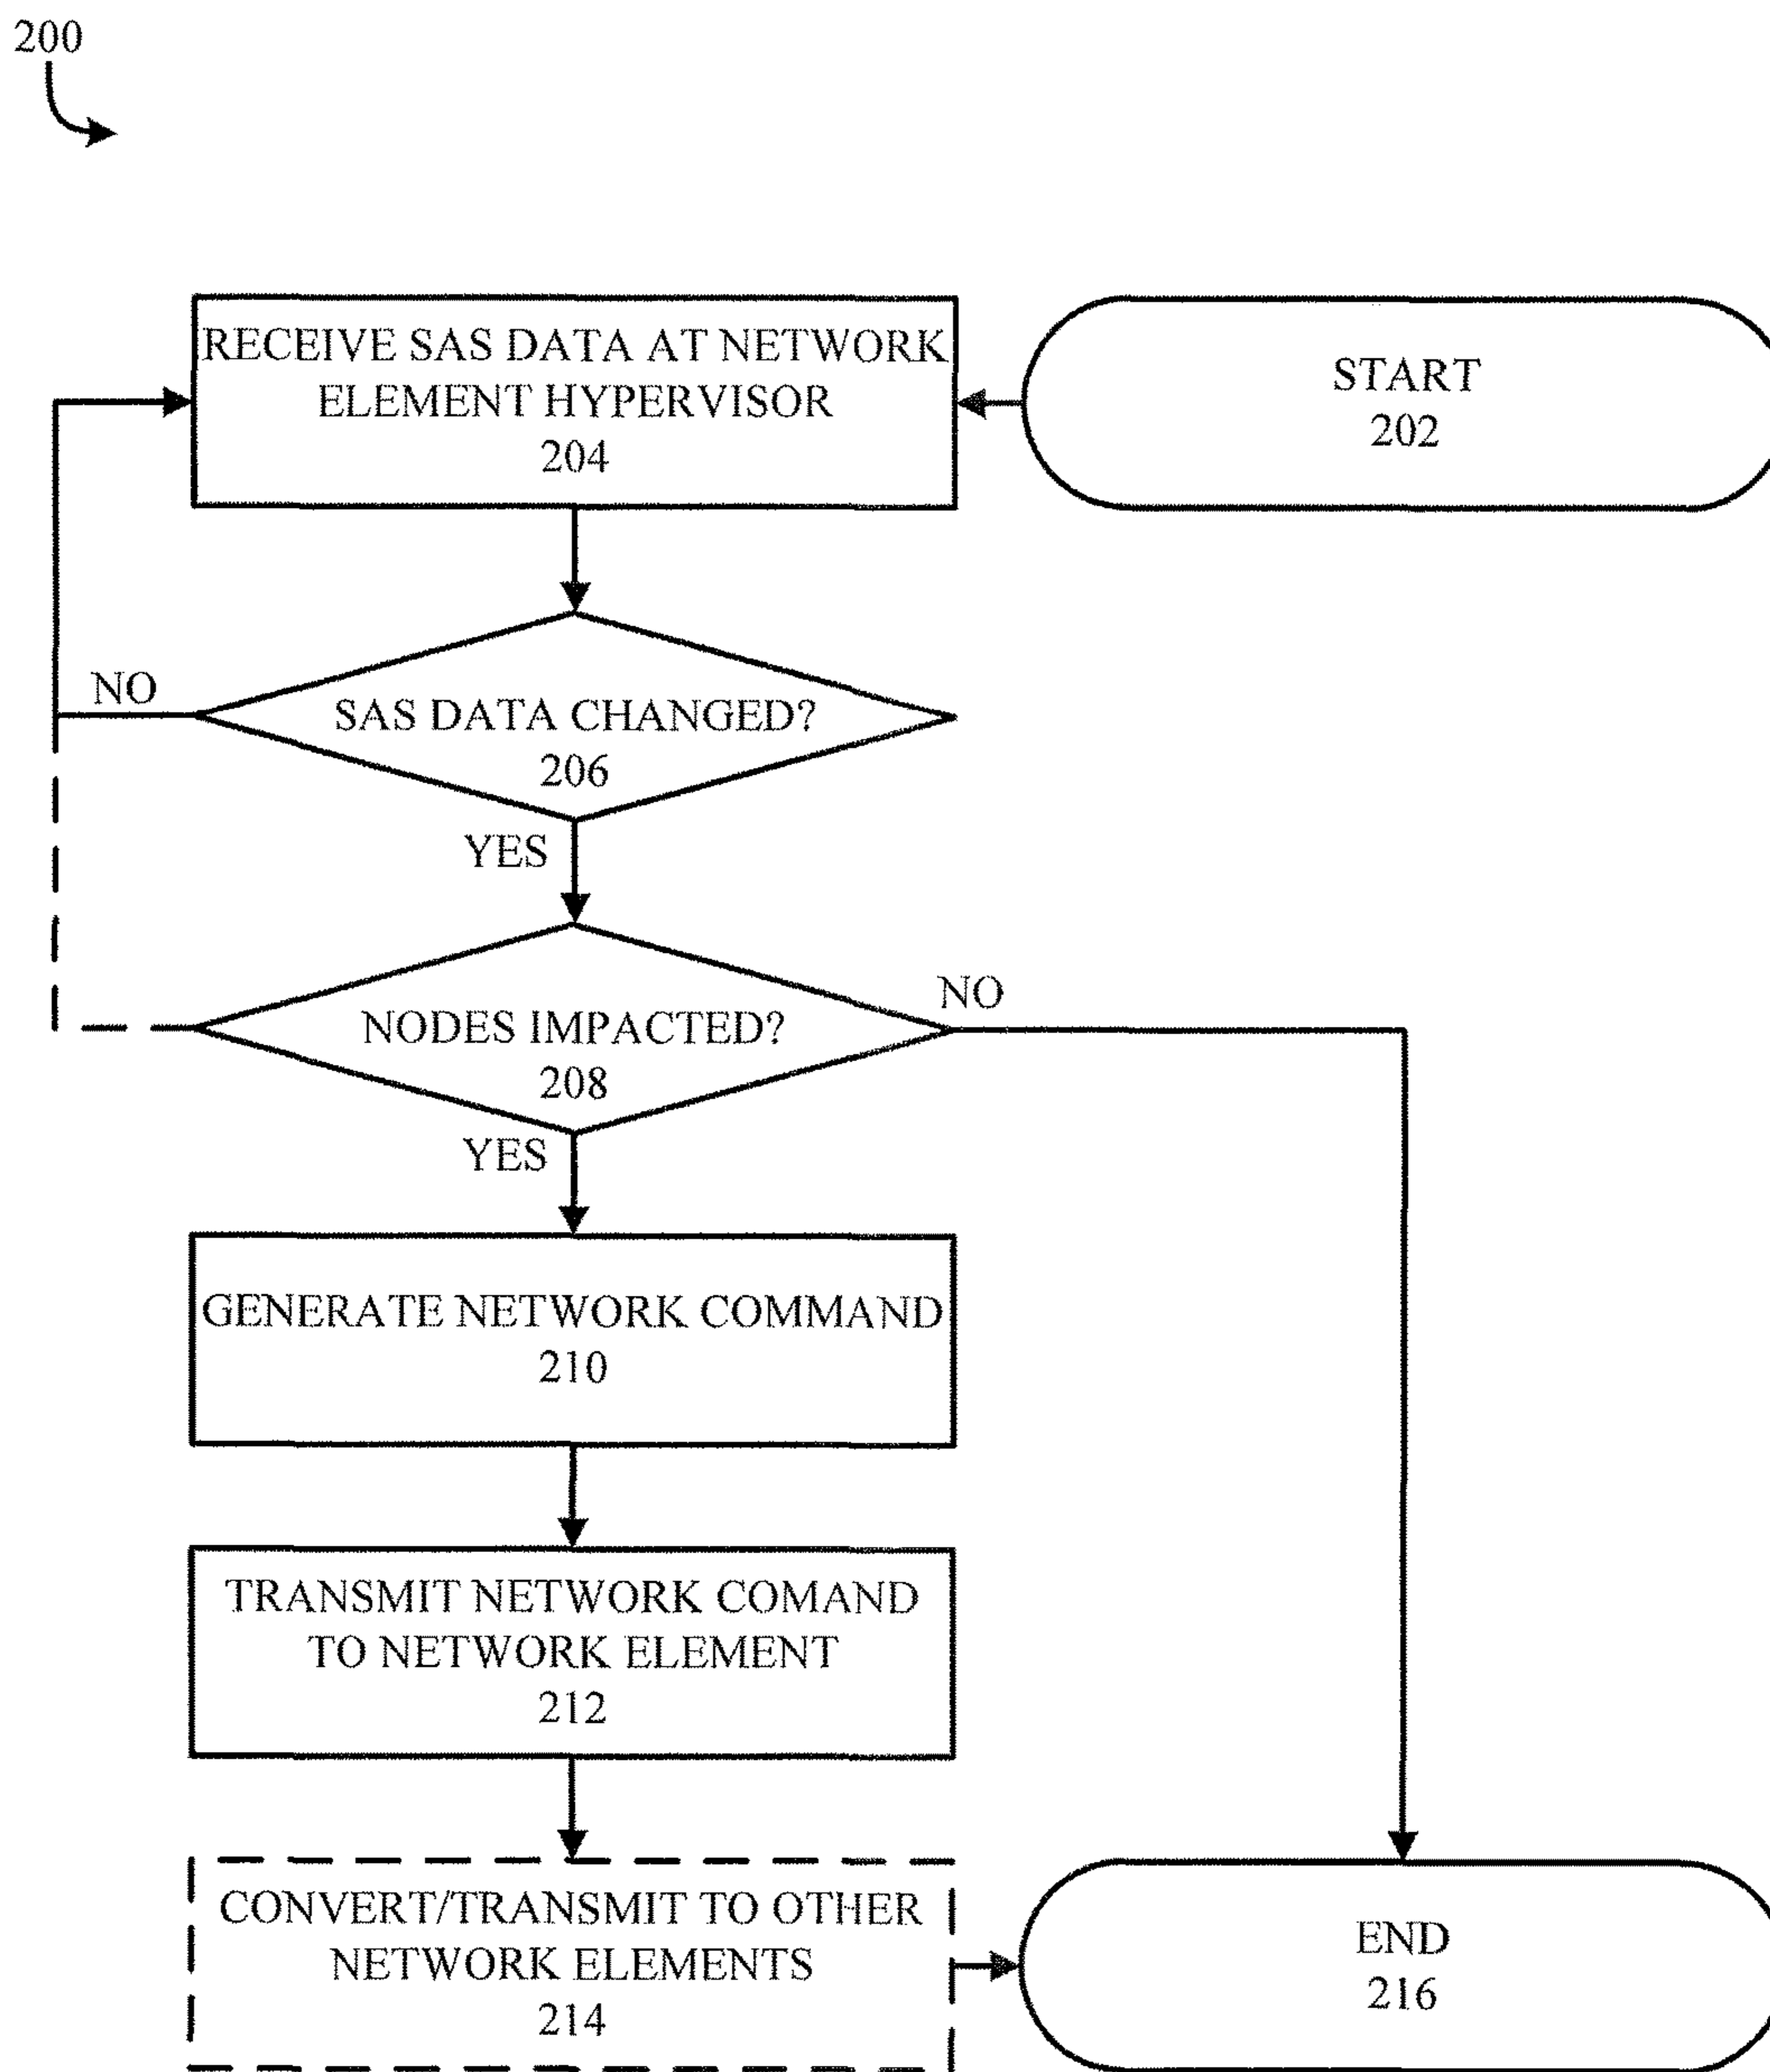 200
RECEIVE SAS DATA AT NETWORK
ELEMENT HYPERVISOR
204
START
202
NO
SAS DATA CHANGED?
206
YES
NO
NODES IMPACTED?
208
YES
GENERATE NETWORK COMMAND
210
TRANSMIT NETWORK COMAND
TO NETWORK ELEMENT
212
CONVERT/TRANSMIT TO OTHER
NETWORK ELEMENTS
214
END
216